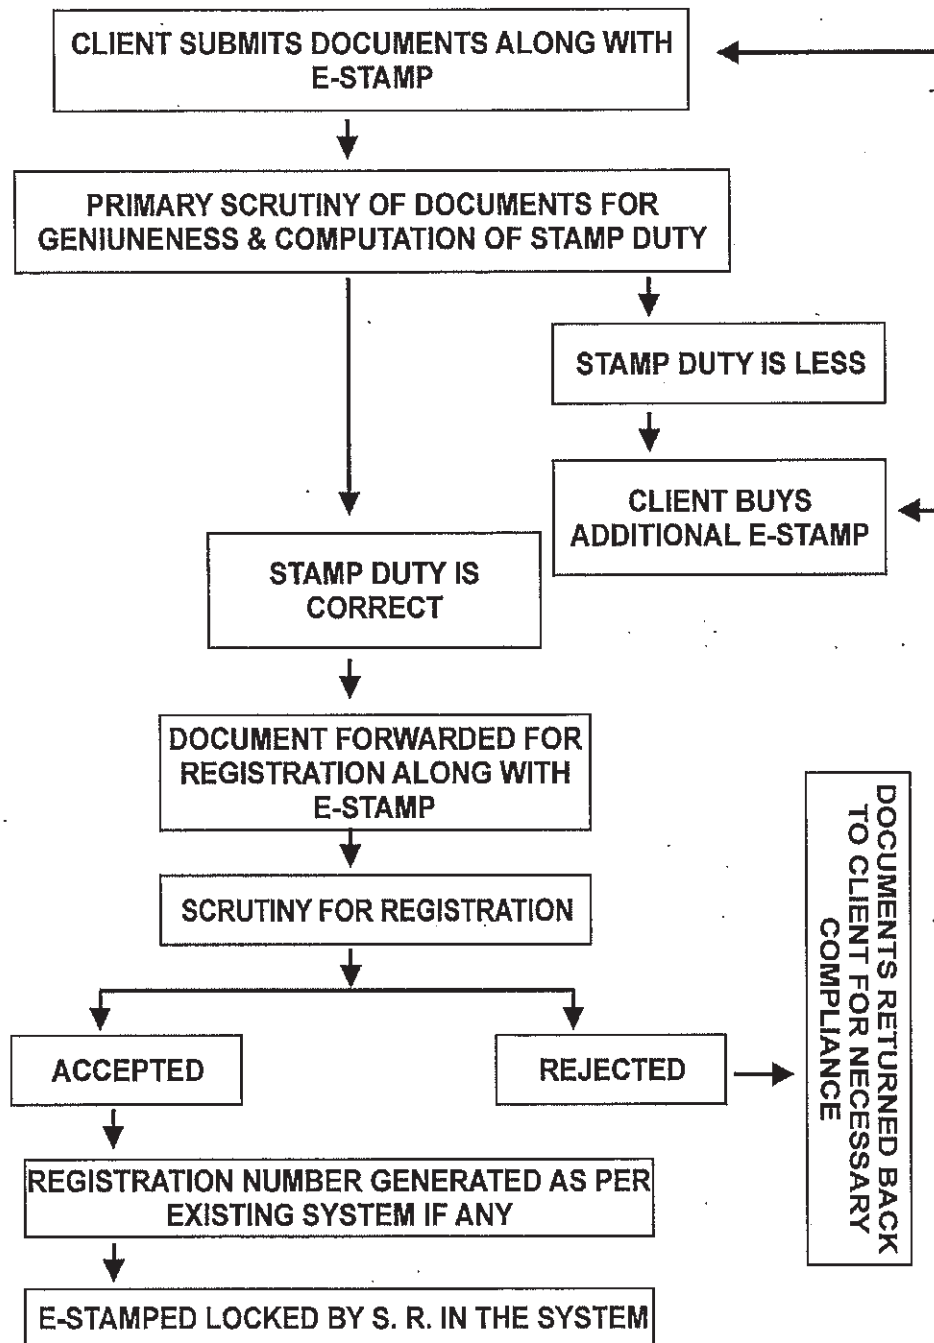 CLIENT SUBMITS DOCUMENTS ALONG WITH
E-STAMP
PRIMARY SCRUTINY OF DOCUMENTS FOR
GENIUNENESS & COMPUTATION OF STAMP DUTY
STAMP DUTY IS LESS
CLIENT BUYS
ADDITIONAL E-STAMP
STAMP DUTY IS
CORRECT
DOCUMENT FORWARDED FOR
REGISTRATION ALONG WITH
E-STAMP
SCRUTINY FOR REGISTRATION
ACCEPTED
REJECTED
DOCUMENTS RETURNED BACK
TO CLIENT FOR NECESSARY
COMPLIANCE
REGISTRATION NUMBER GENERATED AS PER
EXISTING SYSTEM IF ANY
E-STAMPED LOCKED BY S. R. IN THE SYSTEM